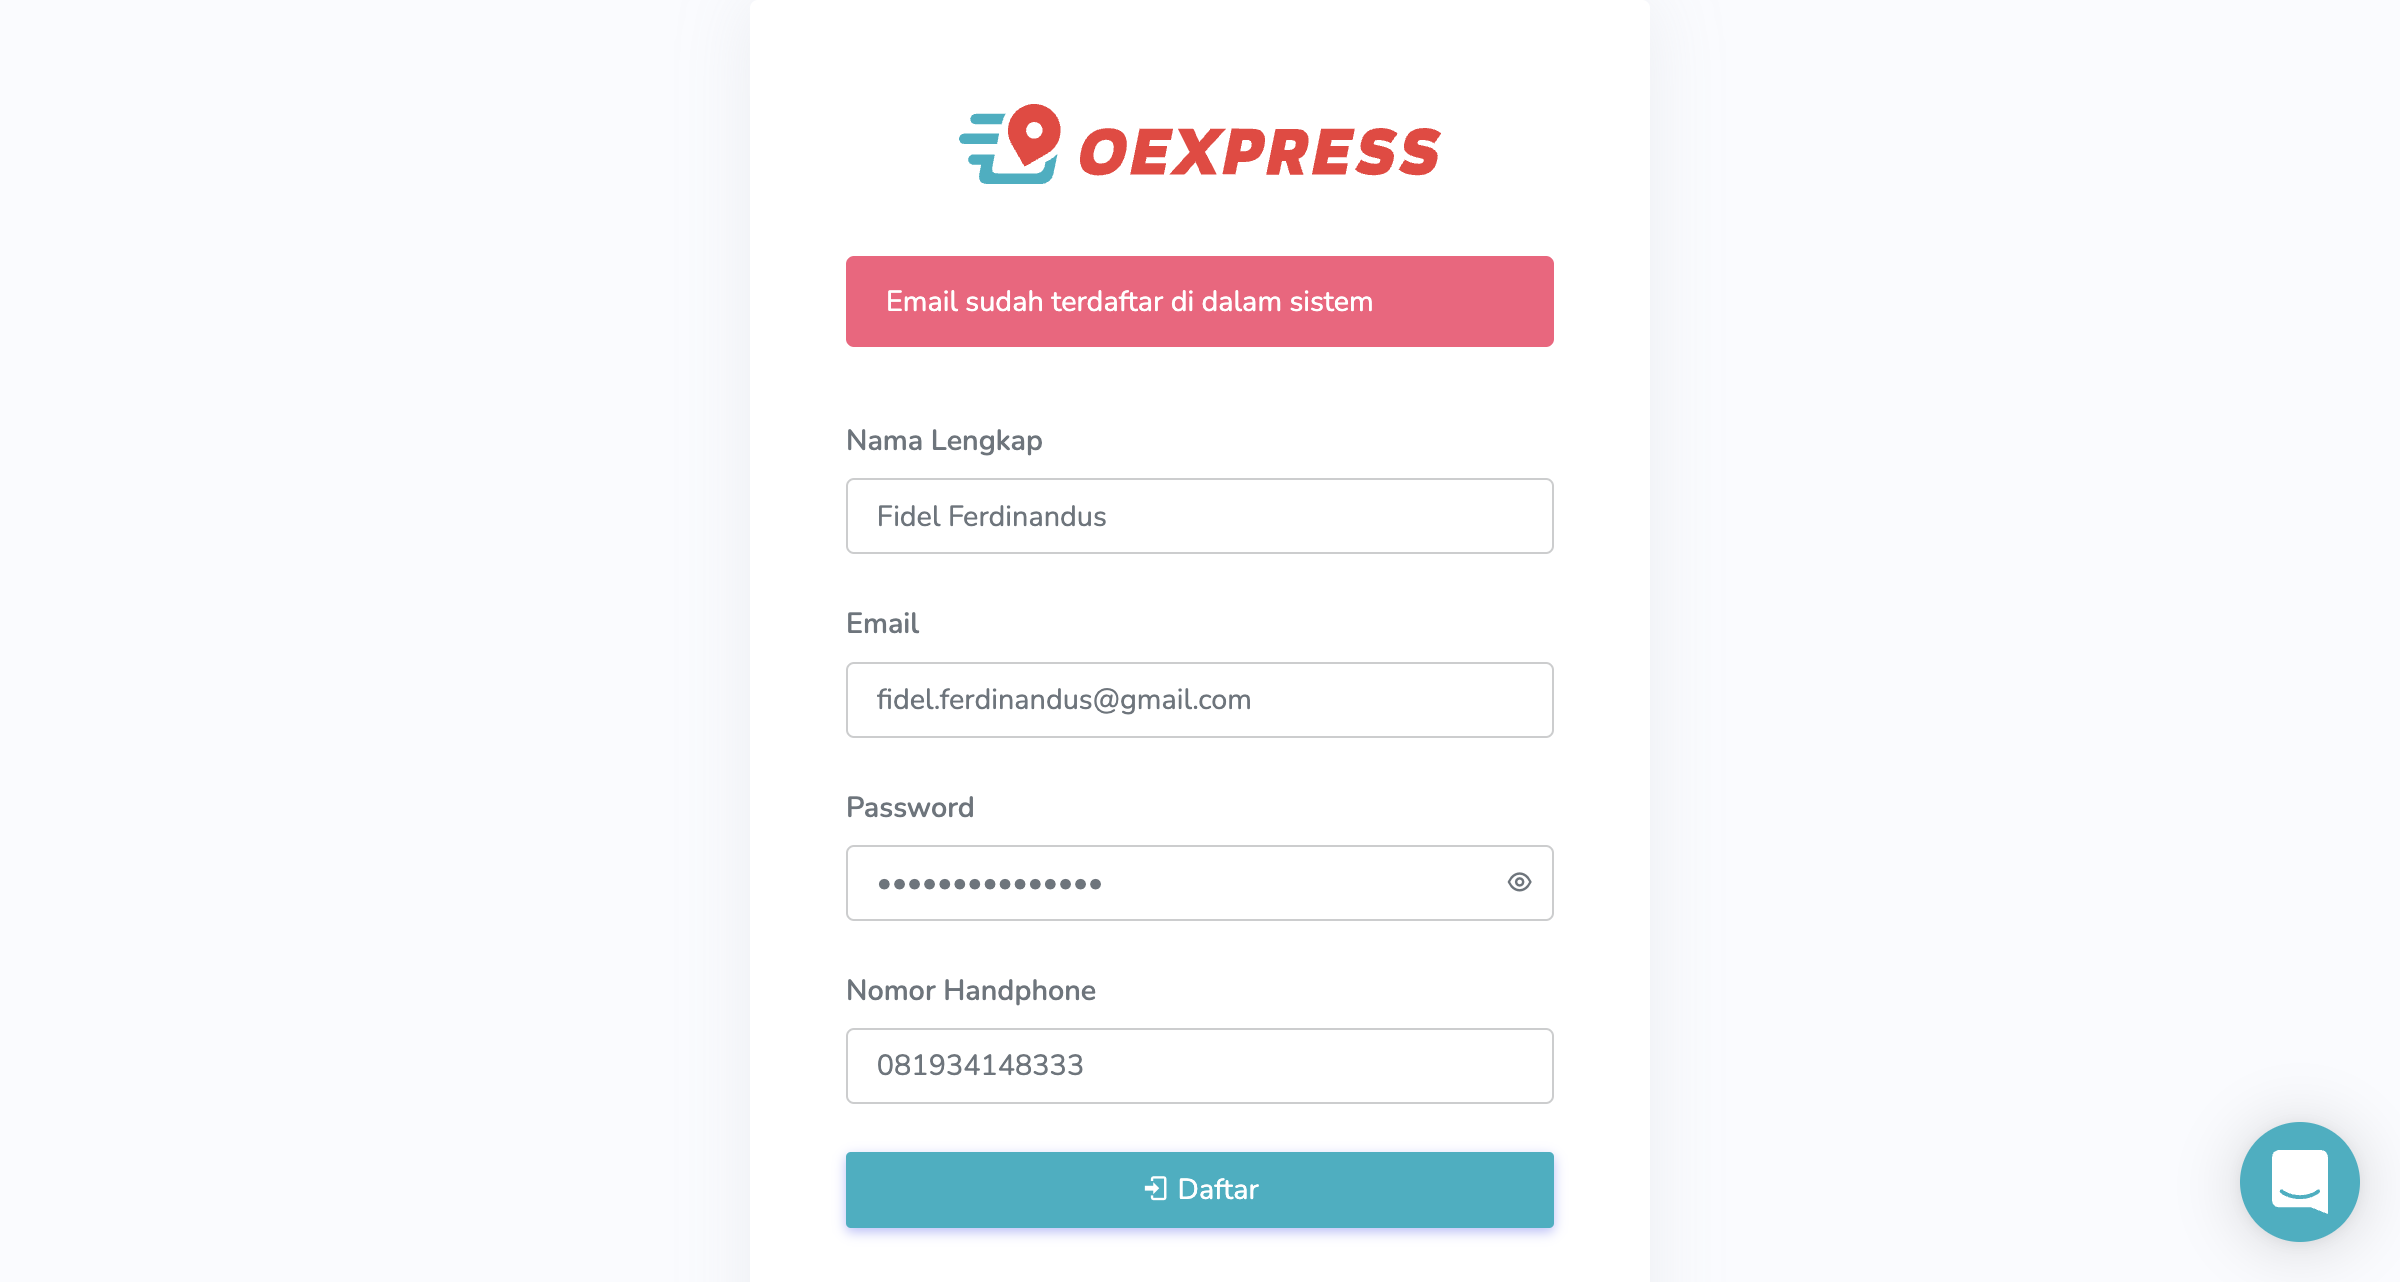 OEXPRESS
Email sudah terdaftar di dalam sistem
Nama Lengkap
Fidel Ferdinandus
Email
fidel.ferdinandus@gmail.com
Password
•••••••••••••••
Nomor Handphone
081934148333
Daftar